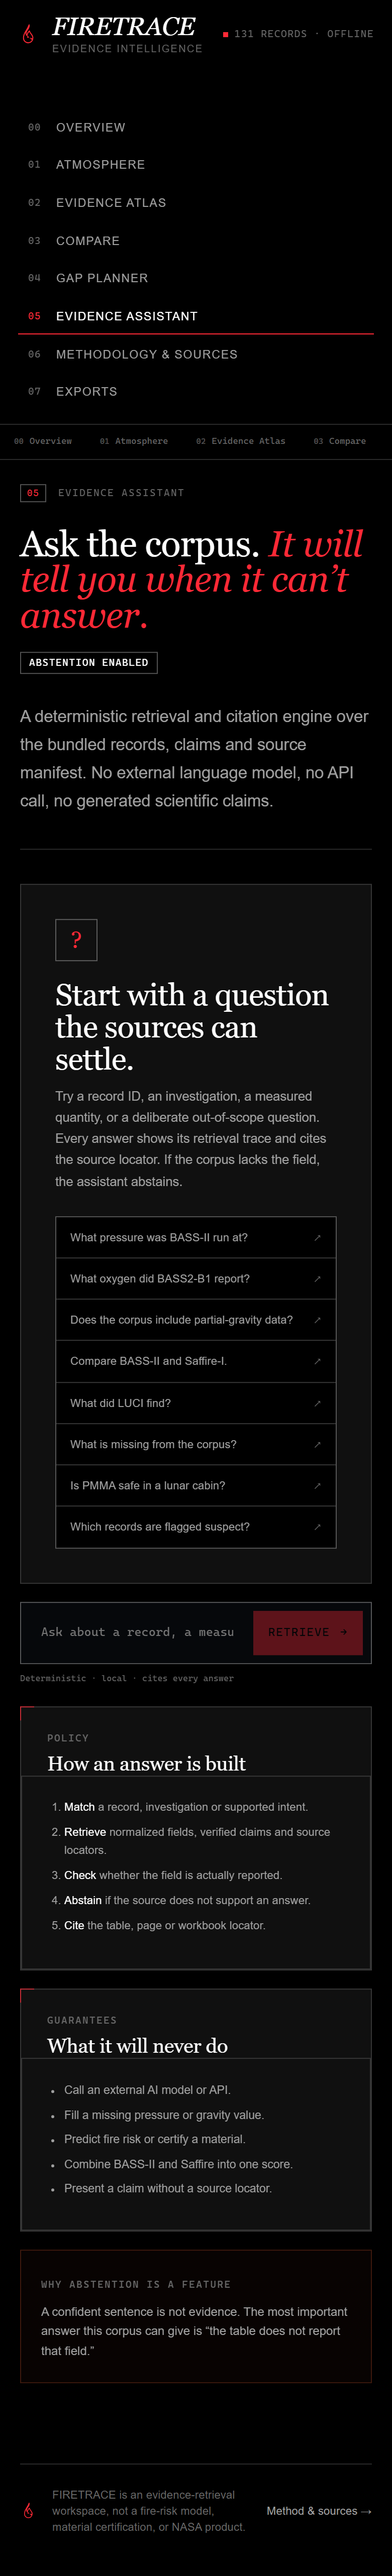 FIRETRACE
EVIDENCE INTELLIGENCE
131 RECORDS · OFFLINE
00 OVERVIEW
01 ATMOSPHERE
02 EVIDENCE ATLAS
03 COMPARE
04 GAP PLANNER
05 EVIDENCE ASSISTANT
06 METHODOLOGY & SOURCES
07 EXPORTS
00 Overview 01 Atmosphere 02 Evidence Atlas 03 Compare
05 EVIDENCE ASSISTANT
Ask the corpus. It will
tell you when it can’t
answer.
ABSTENTION ENABLED
A deterministic retrieval and citation engine over
the bundled records, claims and source
manifest. No external language model, no API
call, no generated scientific claims.
?
Start with a question
the sources can
settle.
Try a record ID, an investigation, a measured
quantity, or a deliberate out-of-scope question.
Every answer shows its retrieval trace and cites
the source locator. If the corpus lacks the field,
the assistant abstains.
What pressure was BASS-II run at? ↗
What oxygen did BASS2-B1 report? ↗
Does the corpus include partial-gravity data? ↗
Compare BASS-II and Saffire-I. ↗
What did LUCI find? ↗
What is missing from the corpus? ↗
Is PMMA safe in a lunar cabin? ↗
Which records are flagged suspect? ↗
Ask about a record, a measu
RETRIEVE →
Deterministic · local · cites every answer
POLICY
How an answer is built
1. Match a record, investigation or supported intent.
2. Retrieve normalized fields, verified claims and source
locators.
3. Check whether the field is actually reported.
4. Abstain if the source does not support an answer.
5. Cite the table, page or workbook locator.
GUARANTEES
What it will never do
• Call an external AI model or API.
• Fill a missing pressure or gravity value.
• Predict fire risk or certify a material.
• Combine BASS-II and Saffire into one score.
• Present a claim without a source locator.
WHY ABSTENTION IS A FEATURE
A confident sentence is not evidence. The most important
answer this corpus can give is “the table does not report
that field.”
FIRETRACE is an evidence-retrieval
workspace, not a fire-risk model,
material certification, or NASA product.
Method & sources →